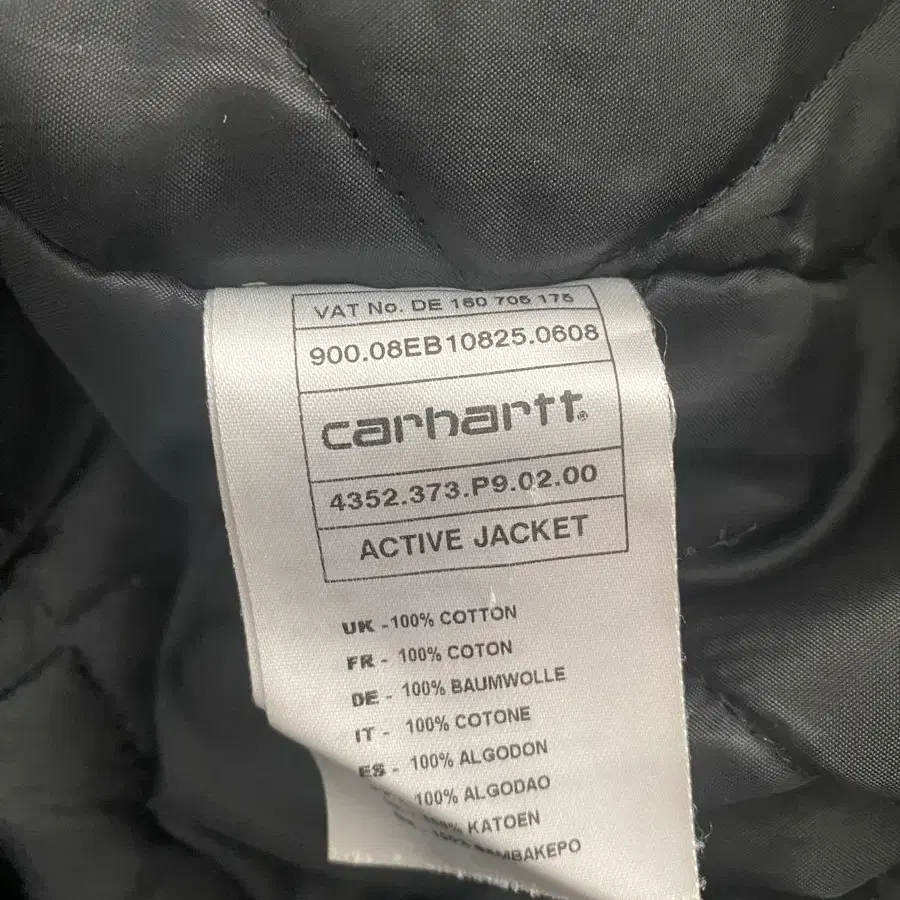 VAT No. DE 160 705 175
900.08EB10825.0608
carhartt®
4352.373.P9.02.00
ACTIVE JACKET
UK -100% COTTON
FR - 100% COTON
DE - 100% BAUMWOLLE
IT - 100% COTONE
ES - 100% ALGODON
100% ALGODAO
100% KATOEN